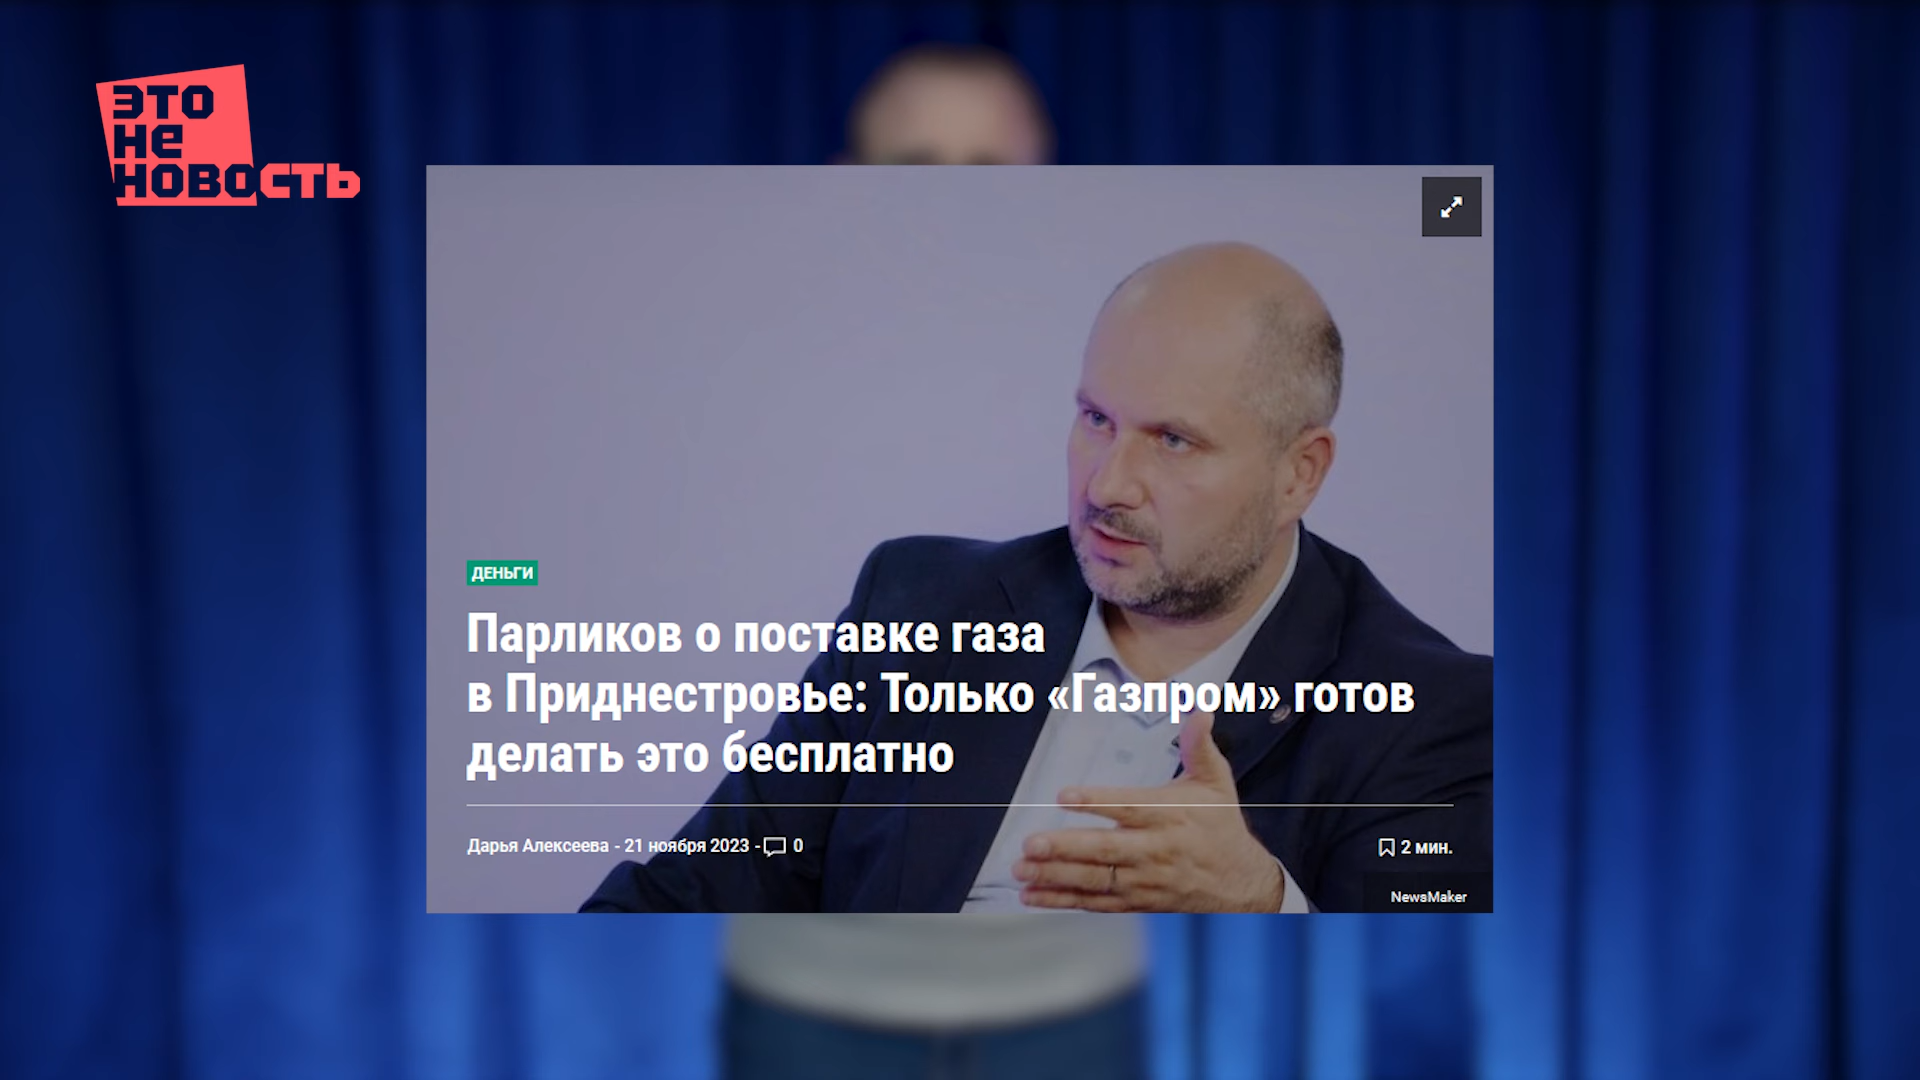 ЭТО
НЕ
НОВОСТЬ
ДЕНЬГИ
Парликов о поставке газа
в Приднестровье: Только «Газпром» готов
делать это бесплатно
Дарья Алексеева - 21 ноября 2023 - 0
2 мин.
NewsMaker